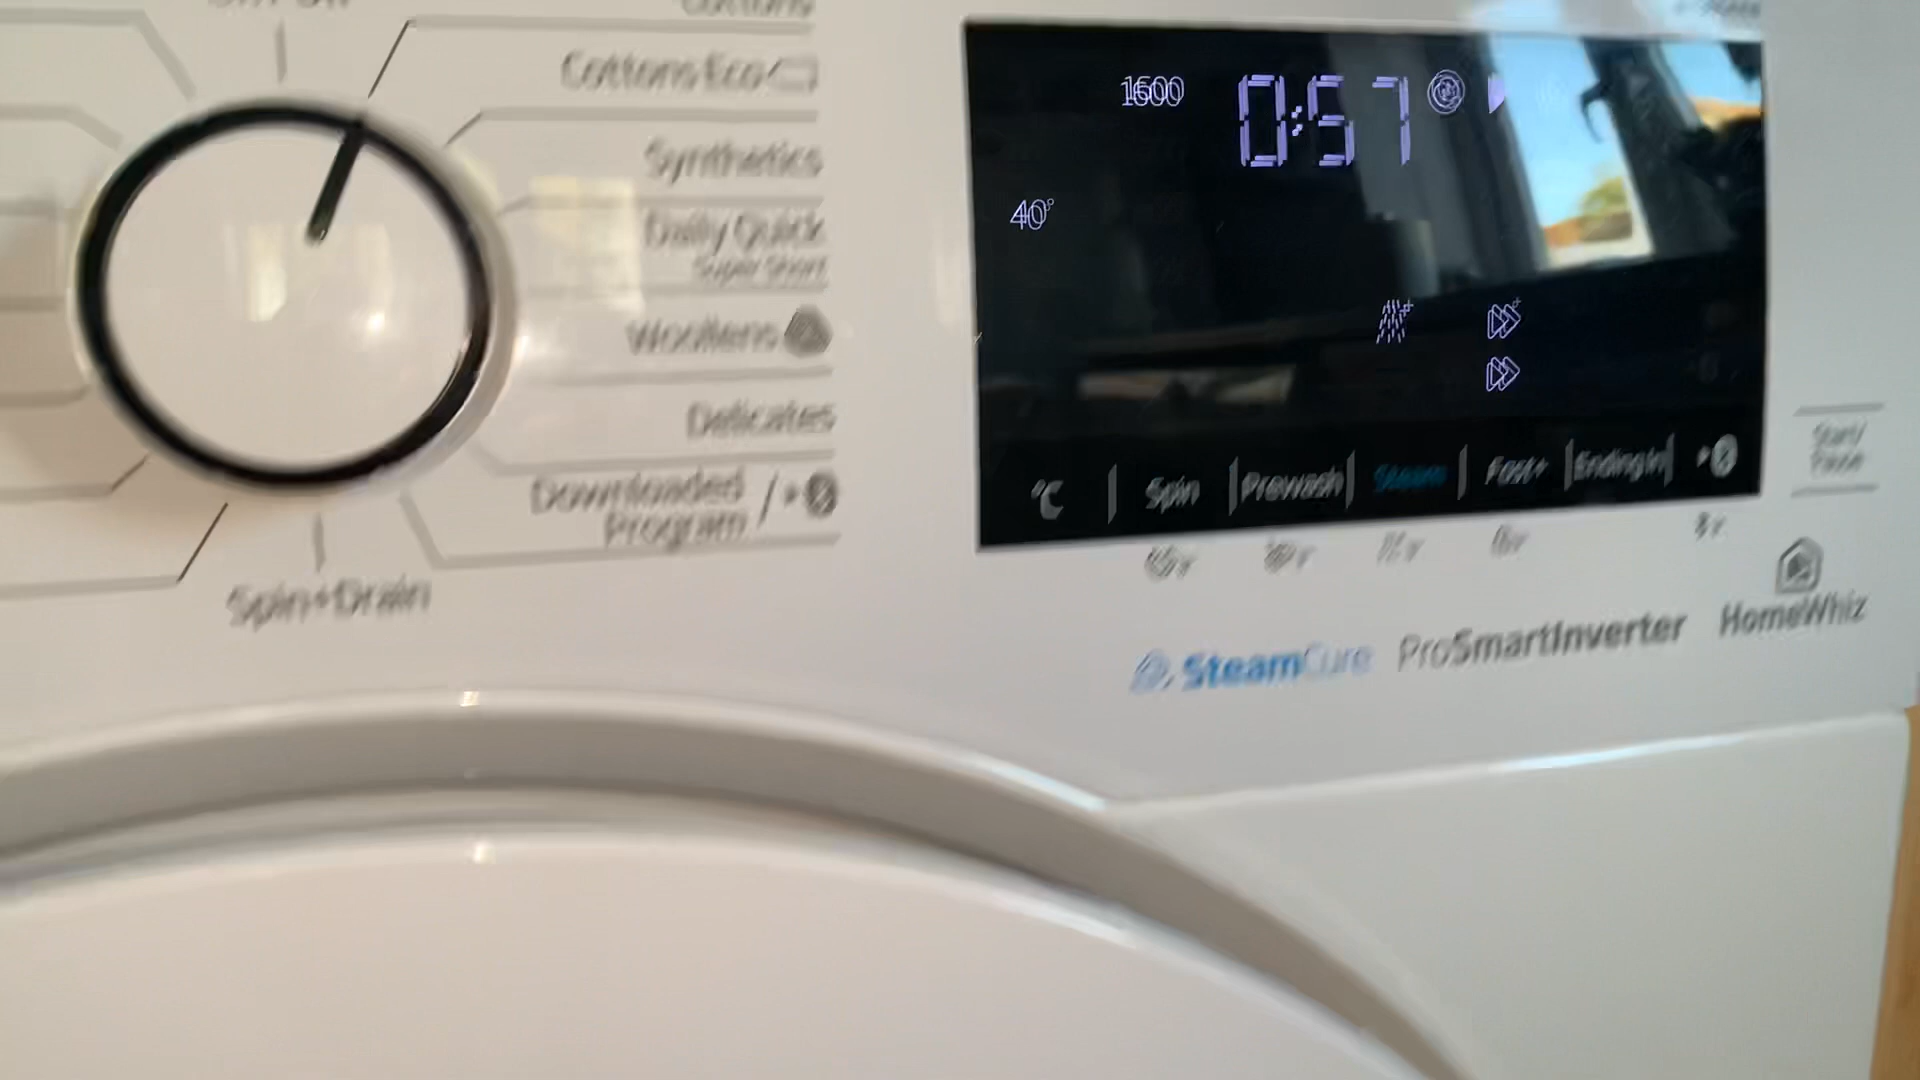 Cottons
Cottons Eco
Synthetics
Daily Quick
Super Short
Woollens
Delicates
Downloaded
Program
Spin+Drain
1600
0:57
40°
°C
Spin
Prewash
Steam
Fast+
Ending in
Start/
Pause
SteamCure
ProSmartInverter
HomeWhiz